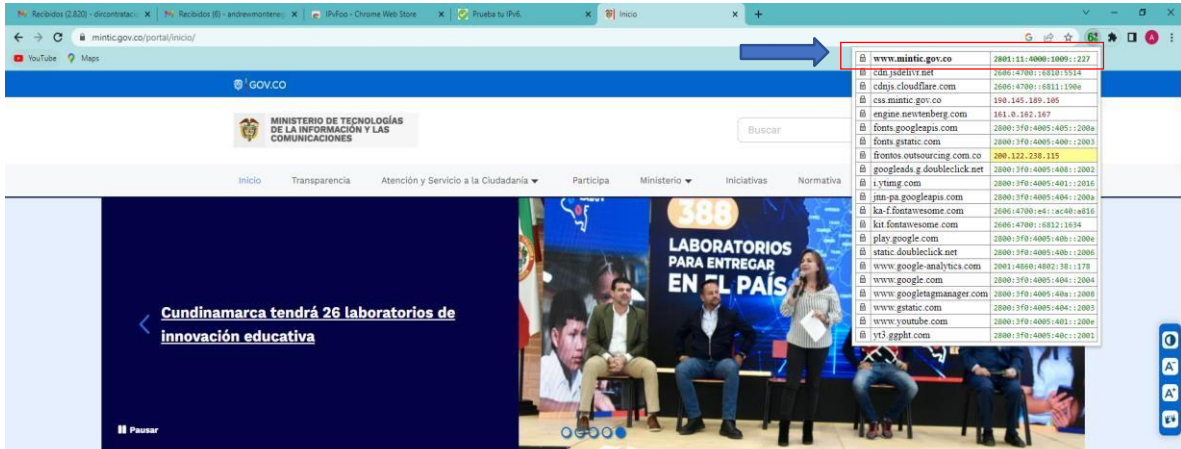 Recibidos (2.820) - dircontratació
Recibidos (6) - andrewmontene
IPvFoo - Chrome Web Store
Prueba tu IPv6.
Inicio
mintic.gov.co/portal/inicio/
YouTube
Maps
GOV.CO
MINISTERIO DE TECNOLOGÍAS
DE LA INFORMACIÓN Y LAS
COMUNICACIONES
Buscar
Inicio
Transparencia
Atención y Servicio a la Ciudadanía
Participa
Ministerio
Iniciativas
Normativa
www.mintic.gov.co 2801:11:4000:1009::227
cdn.jsdelivr.net 2606:4700::6810:5514
cdnjs.cloudflare.com 2606:4700::6811:190e
css.mintic.gov.co 190.145.189.105
engine.newtenberg.com 161.0.162.167
fonts.googleapis.com 2800:3f0:4005:405::200a
fonts.gstatic.com 2800:3f0:4005:400::2003
frontos.outsourcing.com.co 200.122.238.115
googleads.g.doubleclick.net 2800:3f0:4005:408::2002
i.ytimg.com 2800:3f0:4005:401::2016
jnn-pa.googleapis.com 2800:3f0:4005:404::200a
ka-f.fontawesome.com 2606:4700:e4::ac40:a816
kit.fontawesome.com 2606:4700::6812:1634
play.google.com 2800:3f0:4005:40b::200e
static.doubleclick.net 2800:3f0:4005:40b::2006
www.google-analytics.com 2001:4860:4802:38::178
www.google.com 2800:3f0:4005:404::2004
www.googletagmanager.com 2800:3f0:4005:40a::2008
www.gstatic.com 2800:3f0:4005:404::2003
www.youtube.com 2800:3f0:4005:401::200e
yt3.ggpht.com 2800:3f0:4005:40c::2001
388
LABORATORIOS
PARA ENTREGAR
EN EL PAÍS
Cundinamarca tendrá 26 laboratorios de
innovación educativa
Pausar
A-
A+